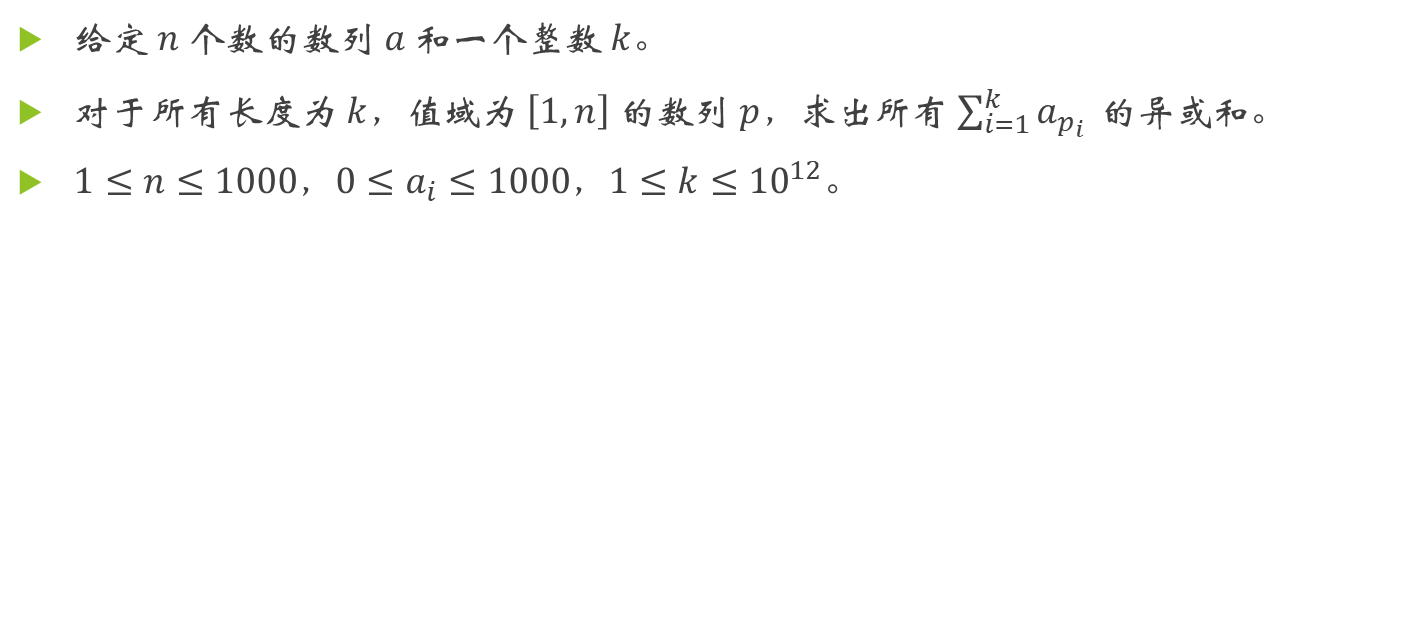 给定 n 个数的数列 a 和一个整数 k。
对于所有长度为 k，值域为 [1, n] 的数列 p，求出所有 ∑_{i=1}^{k} a_{p_i} 的异或和。
1 ≤ n ≤ 1000，0 ≤ a_i ≤ 1000，1 ≤ k ≤ 10^{12}。